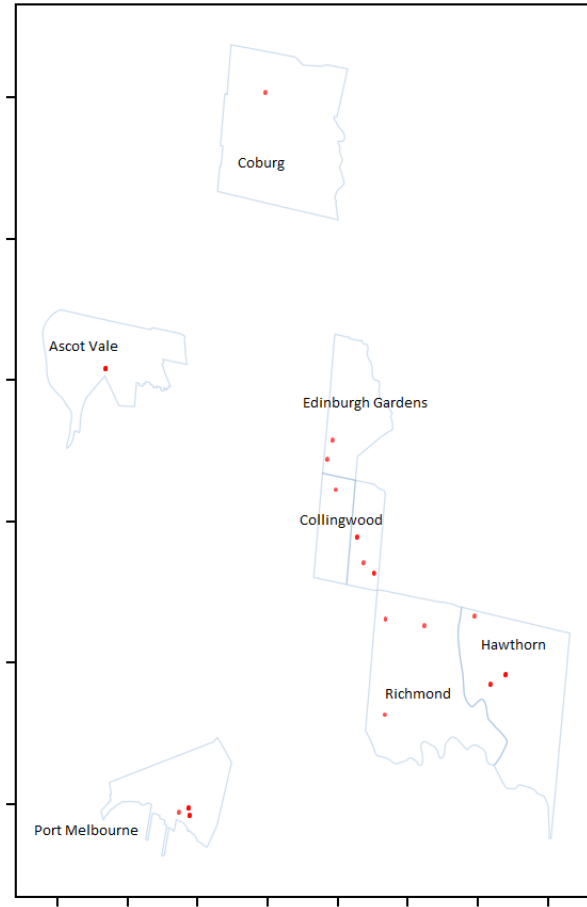 Coburg
Ascot Vale
Edinburgh Gardens
Collingwood
Hawthorn
Richmond
Port Melbourne